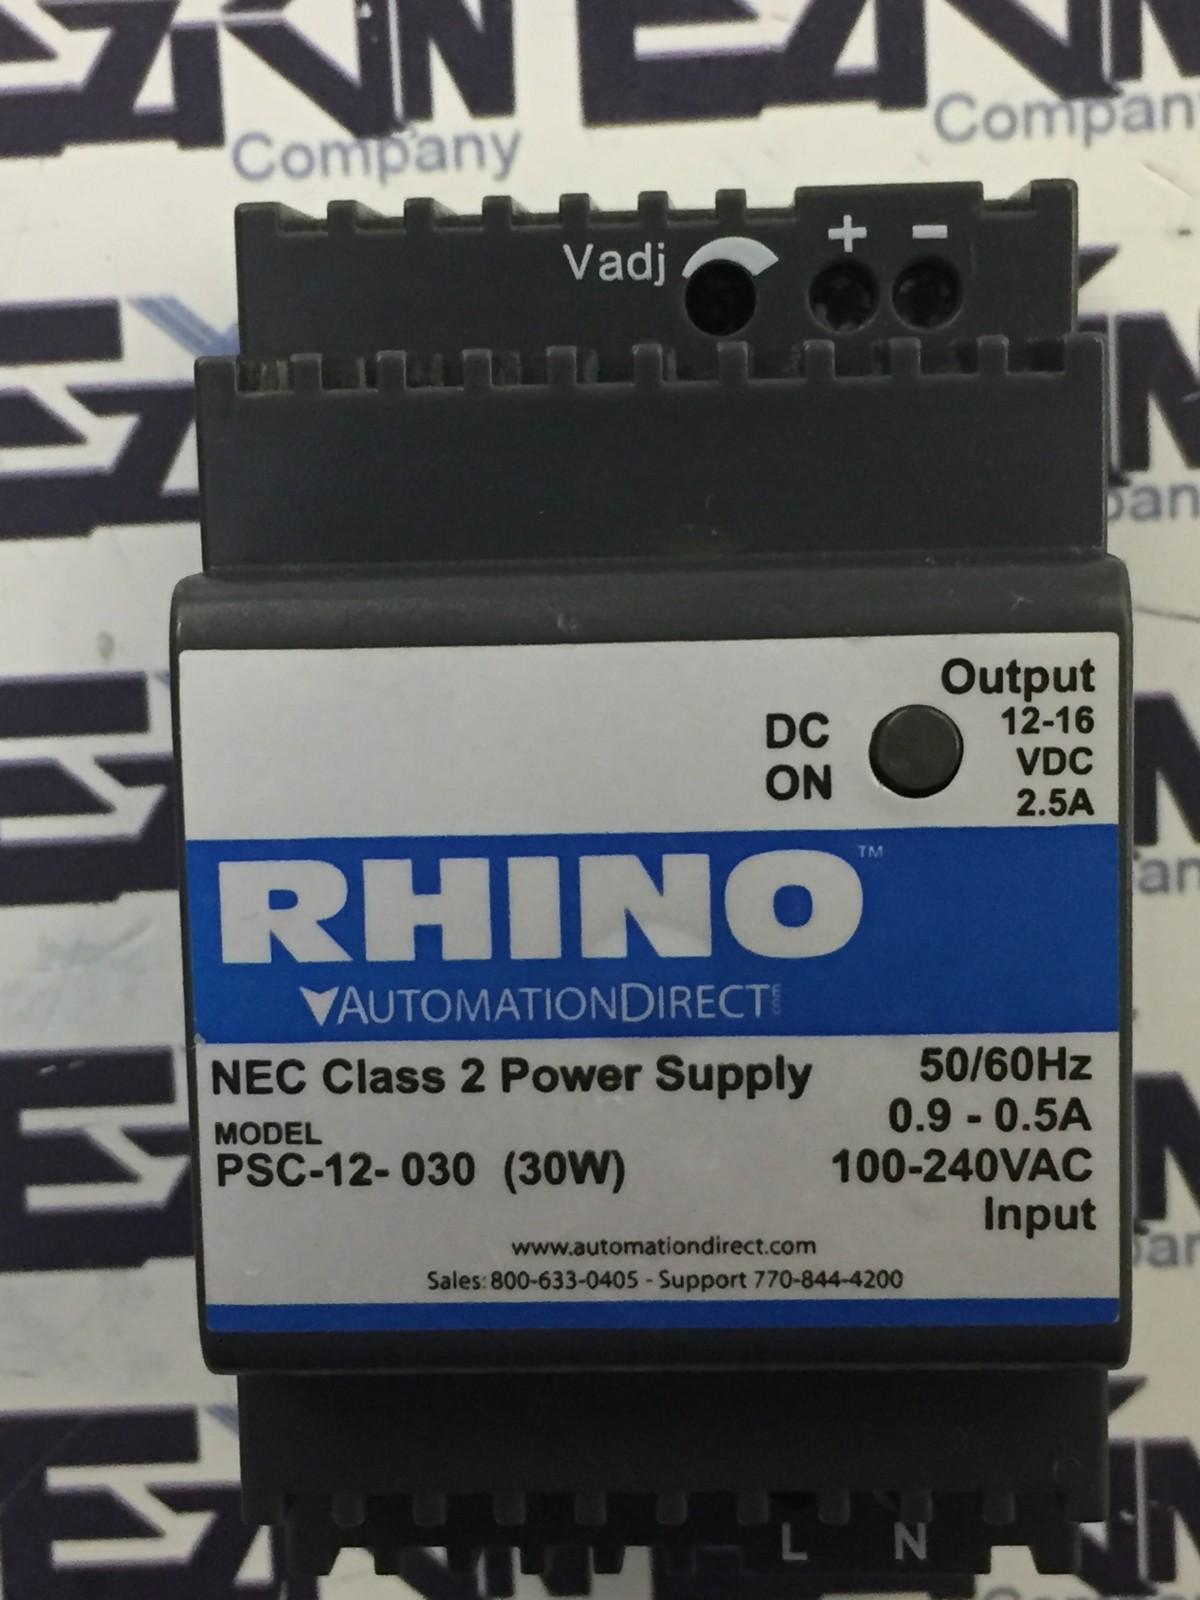 Company
Company
Vadj + −
Output
DC ON
12-16
VDC
2.5A
RHINO™
AUTOMATIONDIRECT.com
NEC Class 2 Power Supply
MODEL
PSC-12- 030 (30W)
50/60Hz
0.9 - 0.5A
100-240VAC
Input
www.automationdirect.com
Sales: 800-633-0405 - Support 770-844-4200
L N